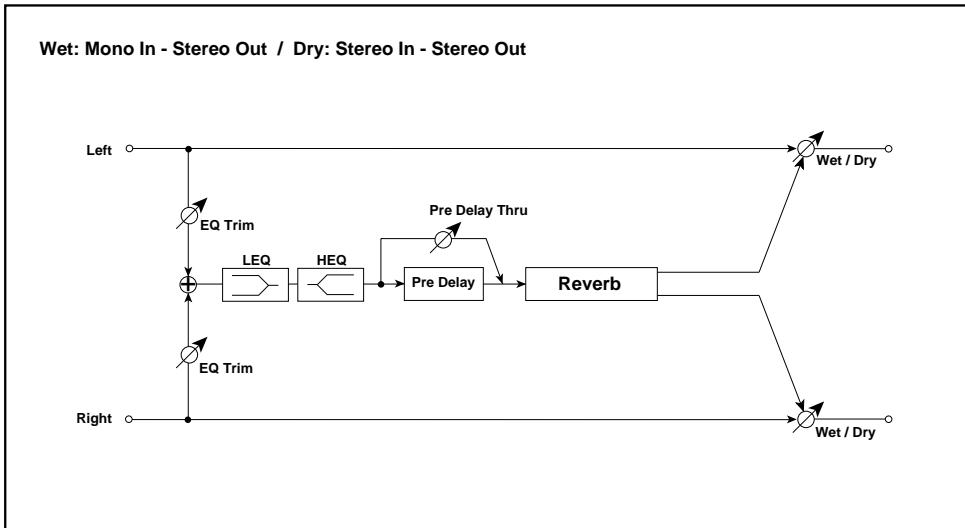 Wet: Mono In - Stereo Out / Dry: Stereo In - Stereo Out
Left
Wet / Dry
EQ Trim
Pre Delay Thru
LEQ
HEQ
Pre Delay
Reverb
EQ Trim
Right
Wet / Dry